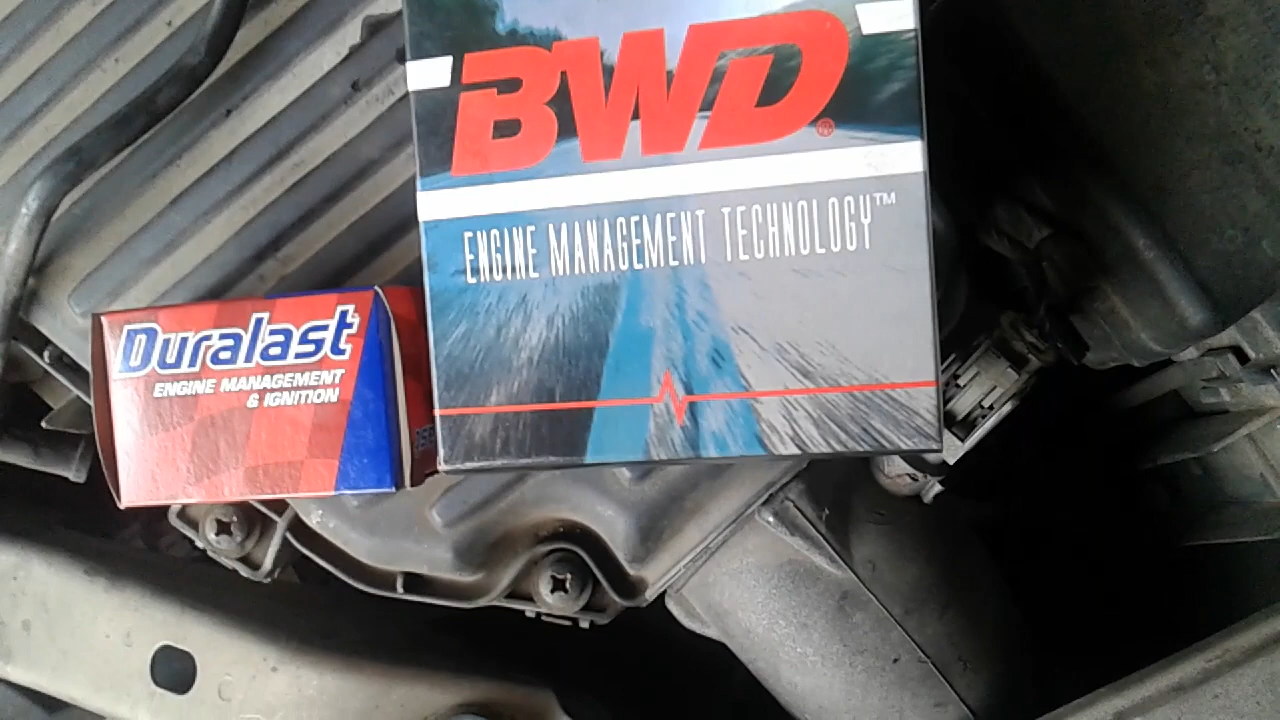 BWD®
ENGINE MANAGEMENT TECHNOLOGY™
Duralast
ENGINE MANAGEMENT
& IGNITION